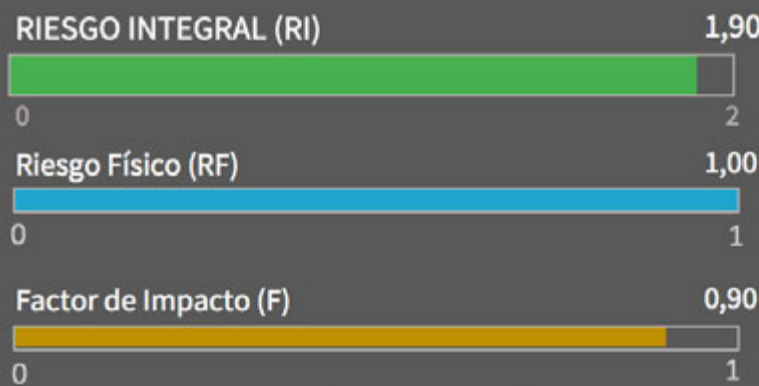 RIESGO INTEGRAL (RI) 1,90
0 2
Riesgo Físico (RF) 1,00
0 1
Factor de Impacto (F) 0,90
0 1